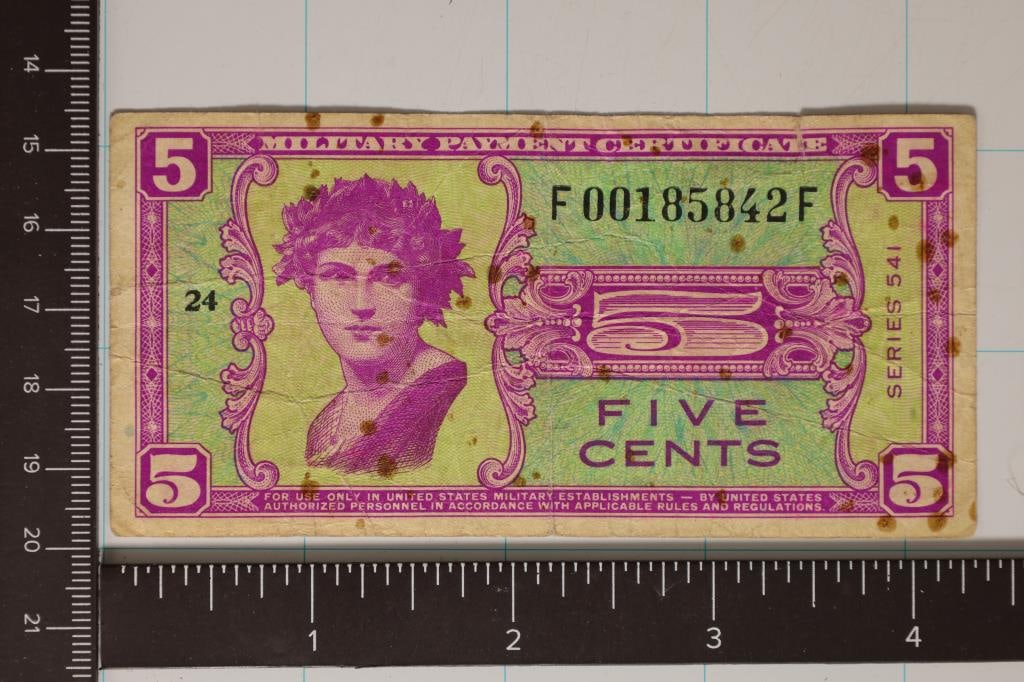 5 MILITARY PAYMENT CERTIFICATE 5
F00185842F
24
5
SERIES 541
FIVE
CENTS
5 FOR USE ONLY IN UNITED STATES MILITARY ESTABLISHMENTS — BY UNITED STATES 5
AUTHORIZED PERSONNEL IN ACCORDANCE WITH APPLICABLE RULES AND REGULATIONS.
14
15
16
17
18
19
20
21
1 2 3 4